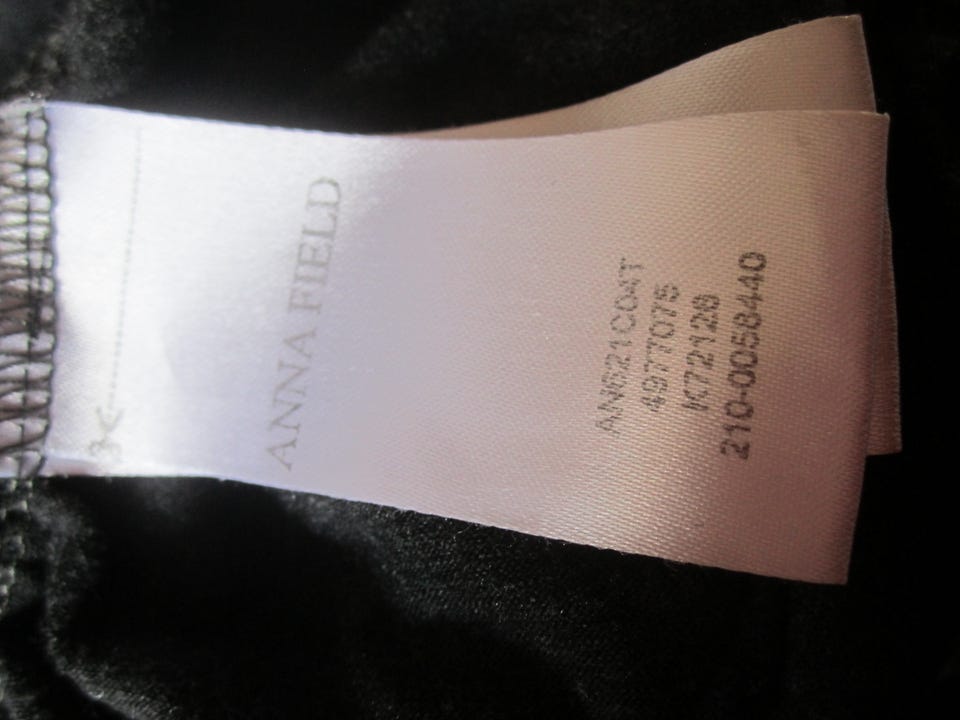 ANNA FIELD
AN621C04T
4977075
K72128
210-0058440